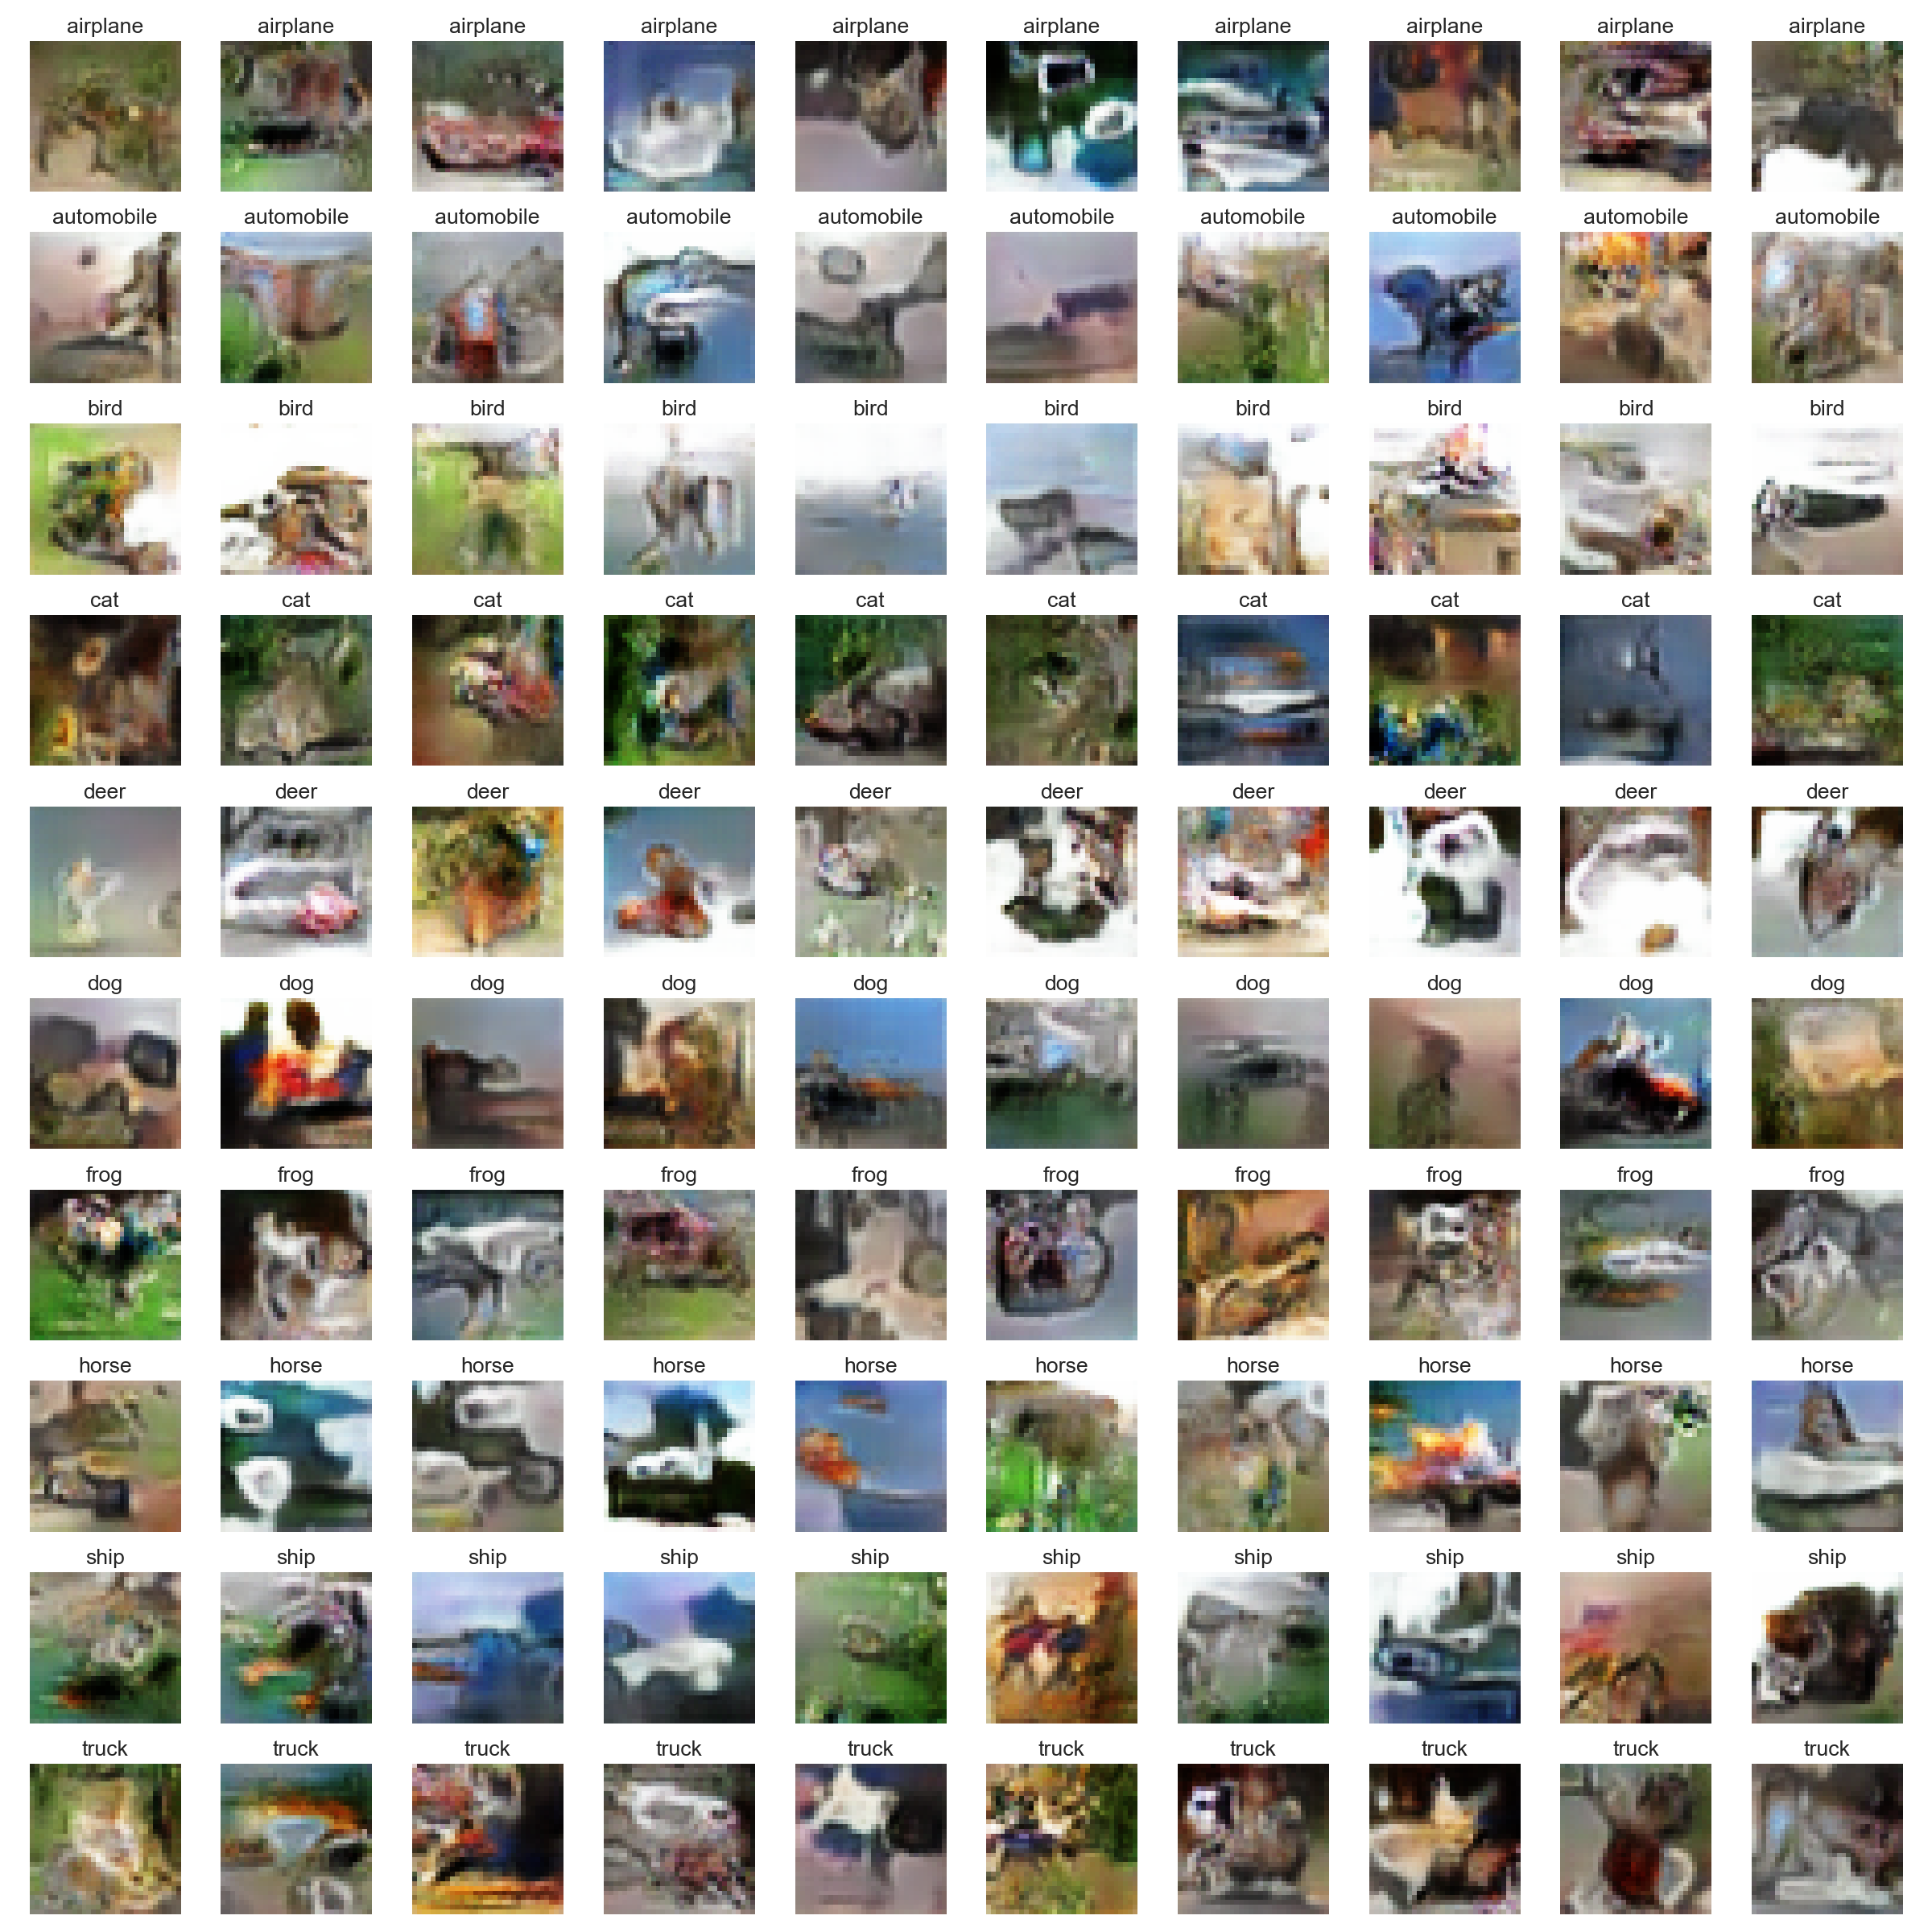 airplane airplane airplane airplane airplane airplane airplane airplane airplane airplane
automobile automobile automobile automobile automobile automobile automobile automobile automobile automobile
bird bird bird bird bird bird bird bird bird bird
cat cat cat cat cat cat cat cat cat cat
deer deer deer deer deer deer deer deer deer deer
dog dog dog dog dog dog dog dog dog dog
frog frog frog frog frog frog frog frog frog frog
horse horse horse horse horse horse horse horse horse horse
ship ship ship ship ship ship ship ship ship ship
truck truck truck truck truck truck truck truck truck truck